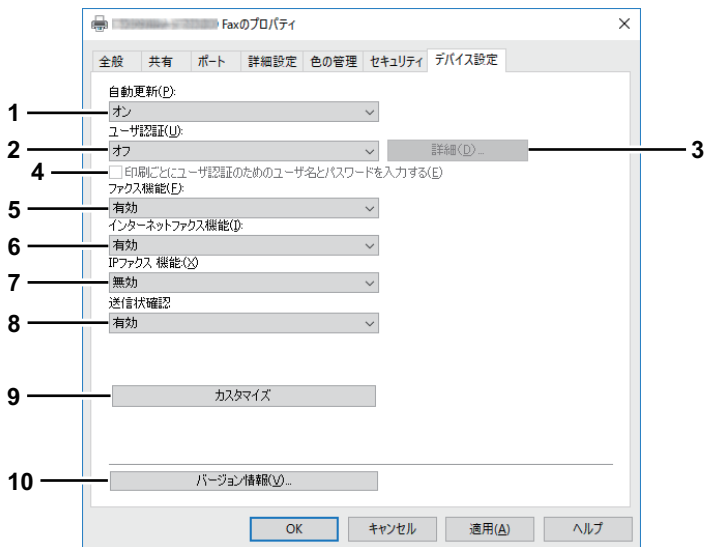 Faxのプロパティ
全般 共有 ポート 詳細設定 色の管理 セキュリティ デバイス設定
自動更新(P):
1 オン
ユーザ認証(U):
2 オフ 詳細(D)... 3
4 印刷ごとにユーザ認証のためのユーザ名とパスワードを入力する(E)
ファクス機能(F):
5 有効
インターネットファクス機能(I):
6 有効
IPファクス 機能:(X)
7 無効
送信状確認
8 有効
9 カスタマイズ
10 バージョン情報(V)...
OK キャンセル 適用(A) ヘルプ